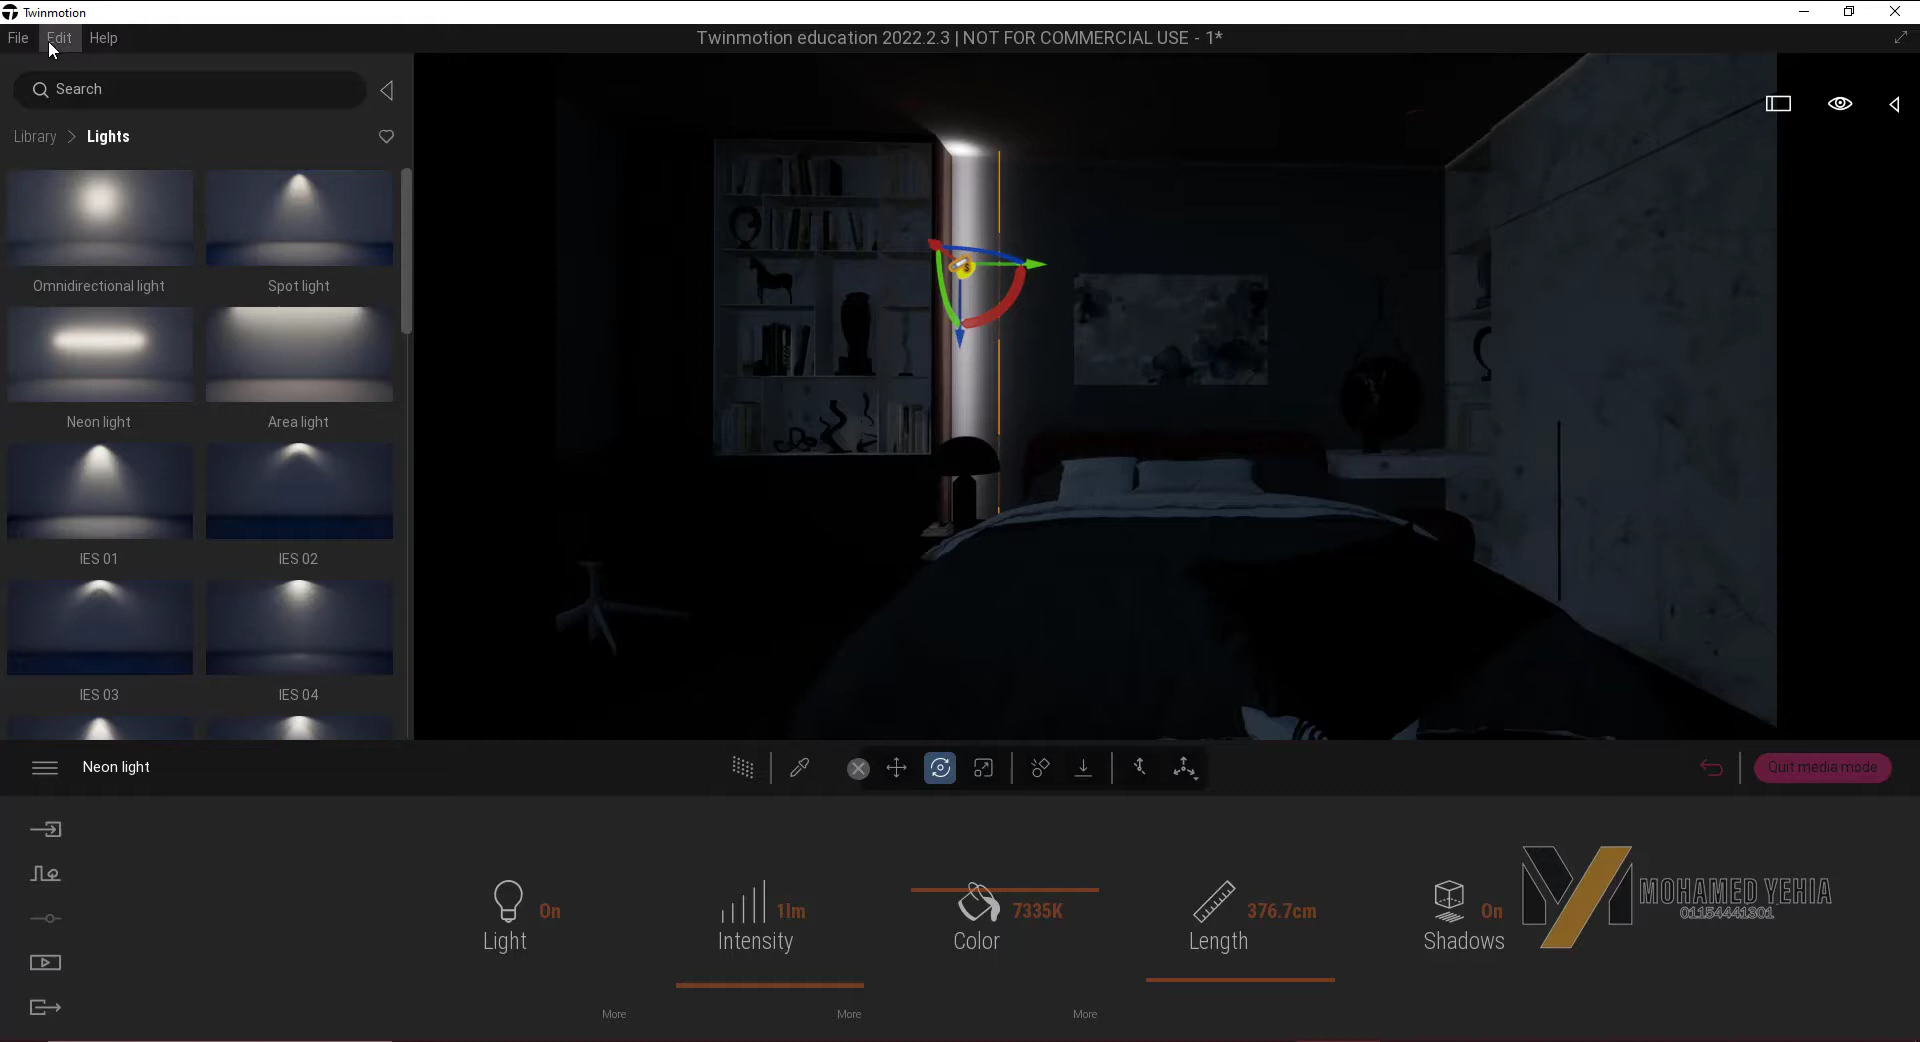 Twinmotion
File Edit Help
Twinmotion education 2022.2.3 | NOT FOR COMMERCIAL USE - 1*
Search
Library > Lights
Omnidirectional light
Spot light
Neon light
Area light
IES 01
IES 02
IES 03
IES 04
Neon light
Quit media mode
On
Light
1lm
Intensity
7335K
Color
376.7cm
Length
On
Shadows
More
More
More
MOHAMED YEHIA
01154441301